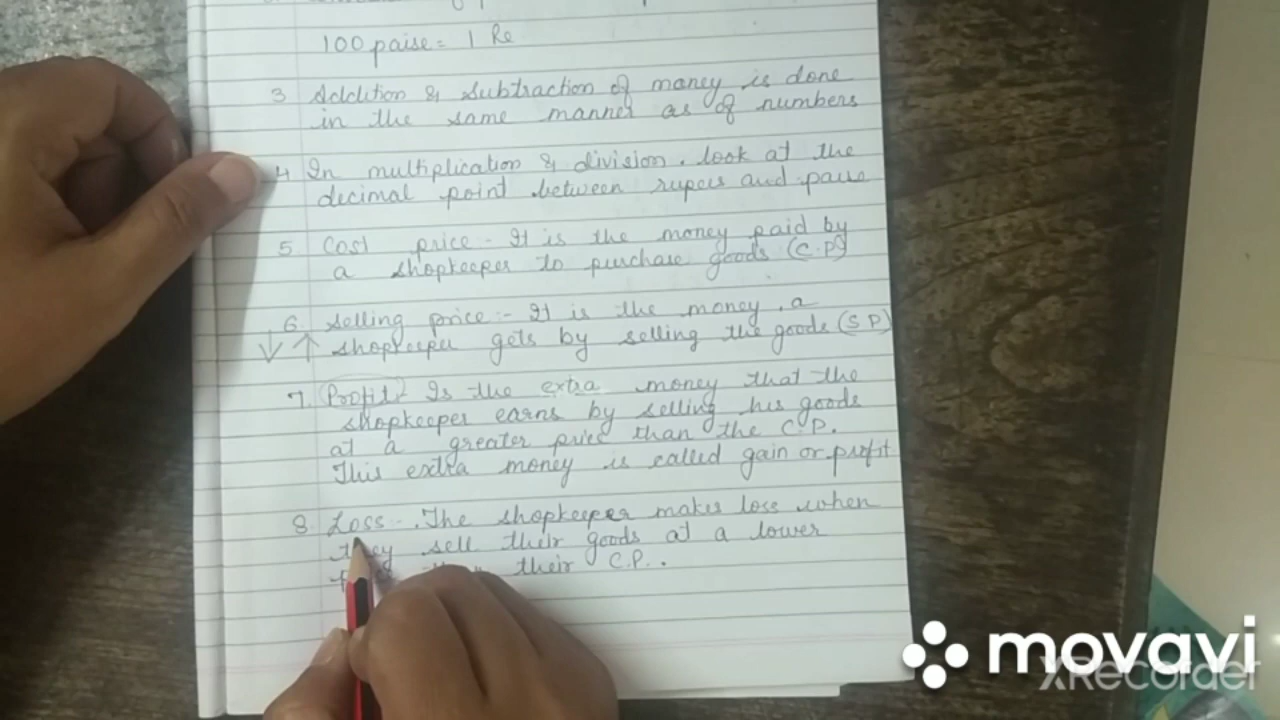 100 paise = 1 Re
3 Addition & Subtraction of money is done
in the same manner as of numbers
4 In multiplication & division. look at the
decimal point between rupees and paise
5 Cost price - It is the money paid by
a shopkeeper to purchase goods (C.P)
6. Selling price :- It is the money a
shopkeeper gets by selling the goods (S P)
7. Profit - Is the extra money that the
shopkeeper earns by selling his goods
at a greater price than the C.P.
This extra money is called gain or profit
8. Loss - The shopkeeper makes loss when
they sell their goods at a lower
their C.P.
movavi
XRecorder